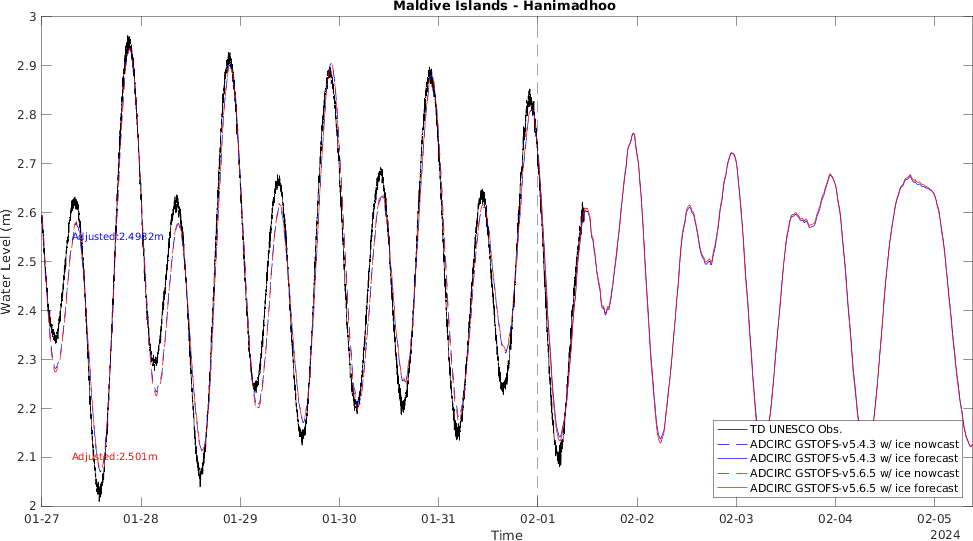 Maldive Islands - Hanimadhoo
3
2.9
2.8
2.7
2.6
2.5
2.4
2.3
2.2
2.1
2
Water Level (m)
Adjusted:2.4982m
Adjusted:2.501m
TD UNESCO Obs.
ADCIRC GSTOFS-v5.4.3 w/ ice nowcast
ADCIRC GSTOFS-v5.4.3 w/ ice forecast
ADCIRC GSTOFS-v5.6.5 w/ ice nowcast
ADCIRC GSTOFS-v5.6.5 w/ ice forecast
01-27 01-28 01-29 01-30 01-31 02-01 02-02 02-03 02-04 02-05
Time 2024